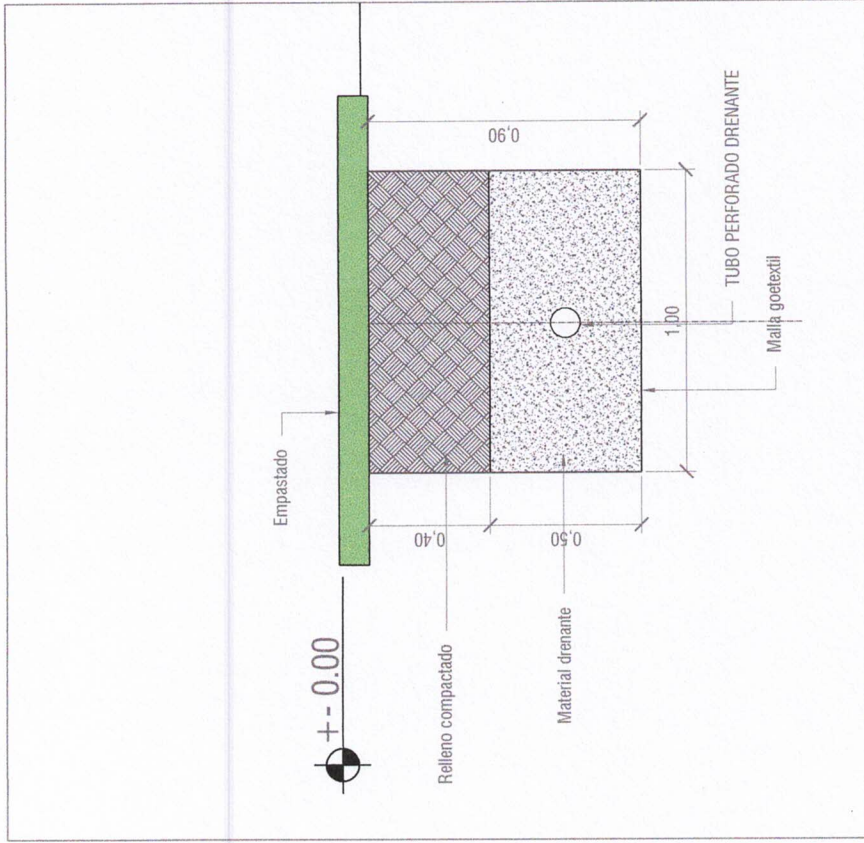 Empastado
+- 0.00
0,40
0,90
Relleno compactado
0,50
Material drenante
TUBO PERFORADO DRENANTE
1,00
Malla goetextil